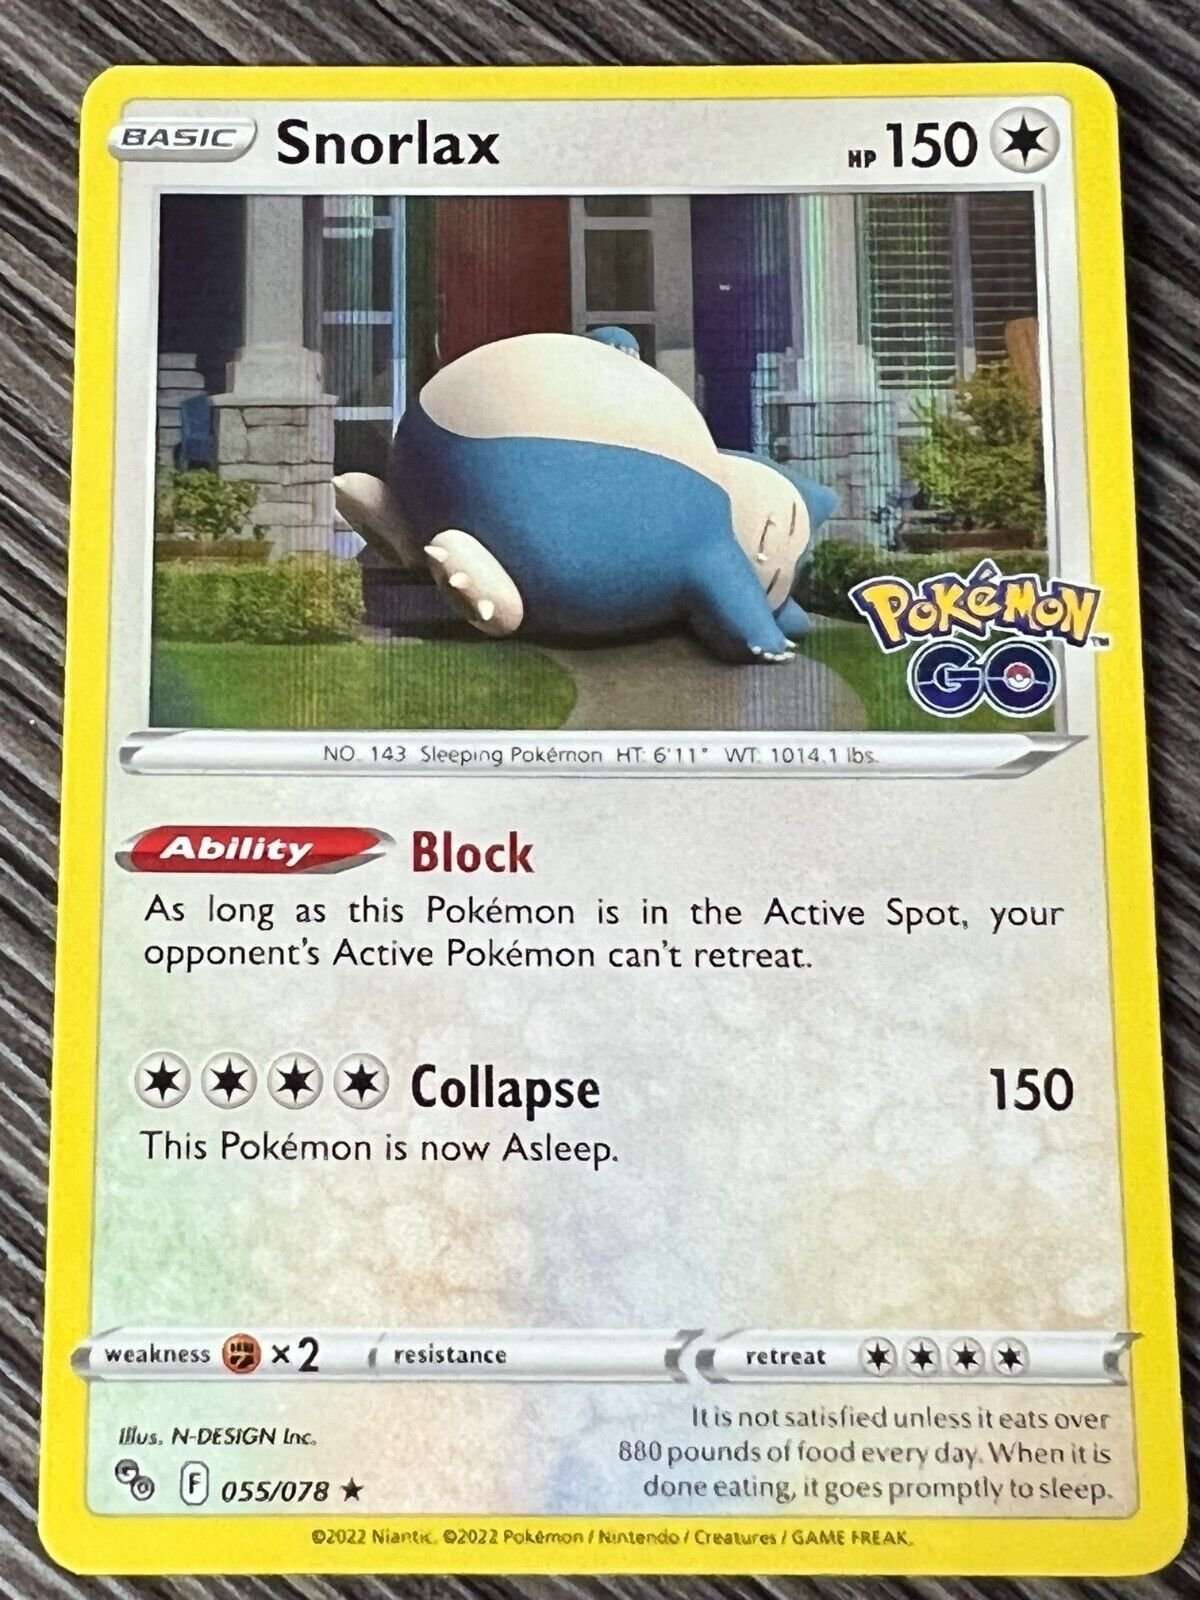 BASIC Snorlax HP 150
POKÉMON TM
GO
NO. 143 Sleeping Pokémon HT: 6'11" WT: 1014.1 lbs.
Ability Block
As long as this Pokémon is in the Active Spot, your
opponent's Active Pokémon can't retreat.
Collapse 150
This Pokémon is now Asleep.
weakness ×2 resistance retreat
Illus. N-DESIGN Inc.
It is not satisfied unless it eats over
880 pounds of food every day. When it is
done eating, it goes promptly to sleep.
GO F 055/078 ★
©2022 Niantic. ©2022 Pokémon / Nintendo / Creatures / GAME FREAK.